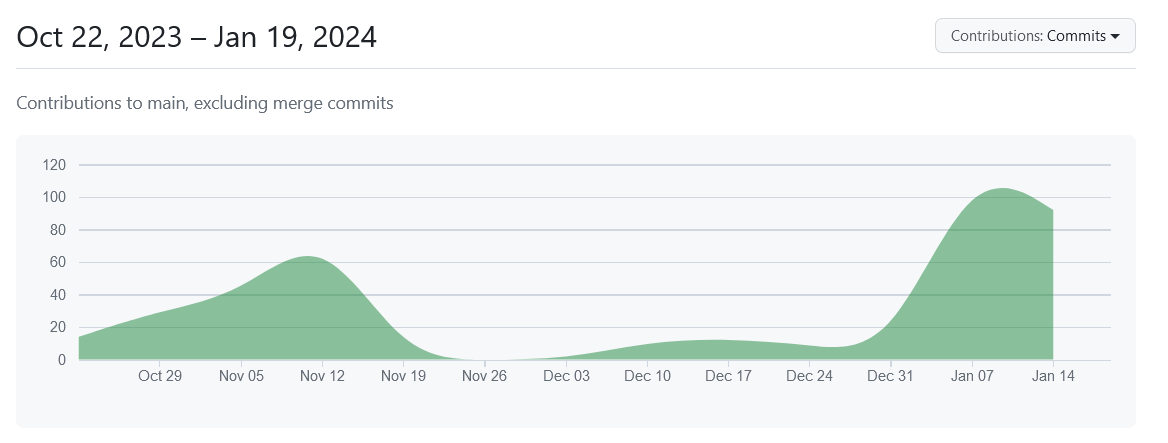 Oct 22, 2023 – Jan 19, 2024
Contributions: Commits
Contributions to main, excluding merge commits
120
100
80
60
40
20
0
Oct 29 Nov 05 Nov 12 Nov 19 Nov 26 Dec 03 Dec 10 Dec 17 Dec 24 Dec 31 Jan 07 Jan 14